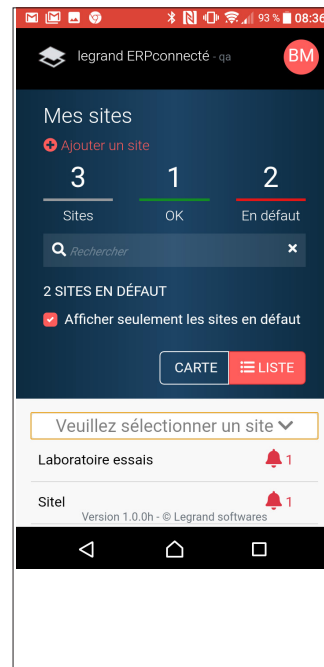 93 % 08:36
legrand ERPconnecté - qa
BM
Mes sites
Ajouter un site
3 1 2
Sites OK En défaut
Rechercher
2 SITES EN DÉFAUT
Afficher seulement les sites en défaut
CARTE LISTE
Veuillez sélectionner un site
Laboratoire essais 1
Sitel 1
Version 1.0.0h - © Legrand softwares